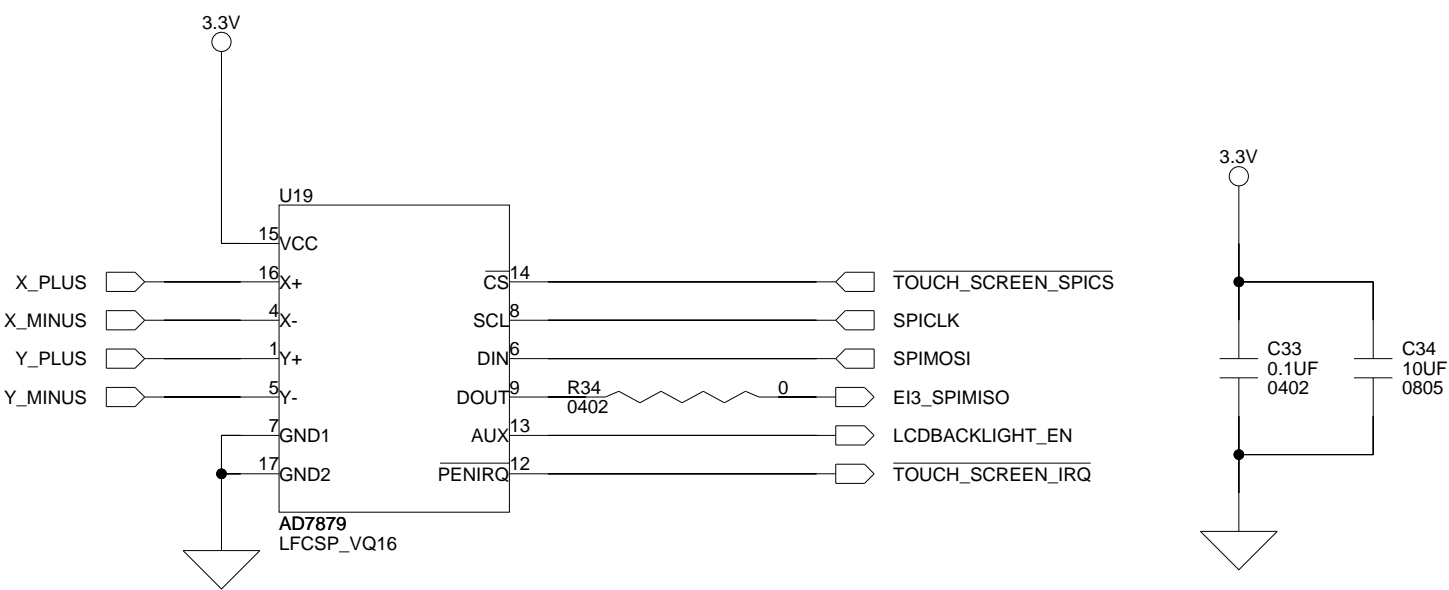 3.3V
3.3V
U19
15 VCC
X_PLUS 16 X+ CS 14 TOUCH_SCREEN_SPICS
X_MINUS 4 X- SCL 8 SPICLK
Y_PLUS 1 Y+ DIN 6 SPIMOSI
Y_MINUS 5 Y- DOUT 9 R34 0 EI3_SPIMISO
0402
7 GND1 AUX 13 LCDBACKLIGHT_EN
17 GND2 PENIRQ 12 TOUCH_SCREEN_IRQ
AD7879
LFCSP_VQ16
C33
0.1UF
0402
C34
10UF
0805